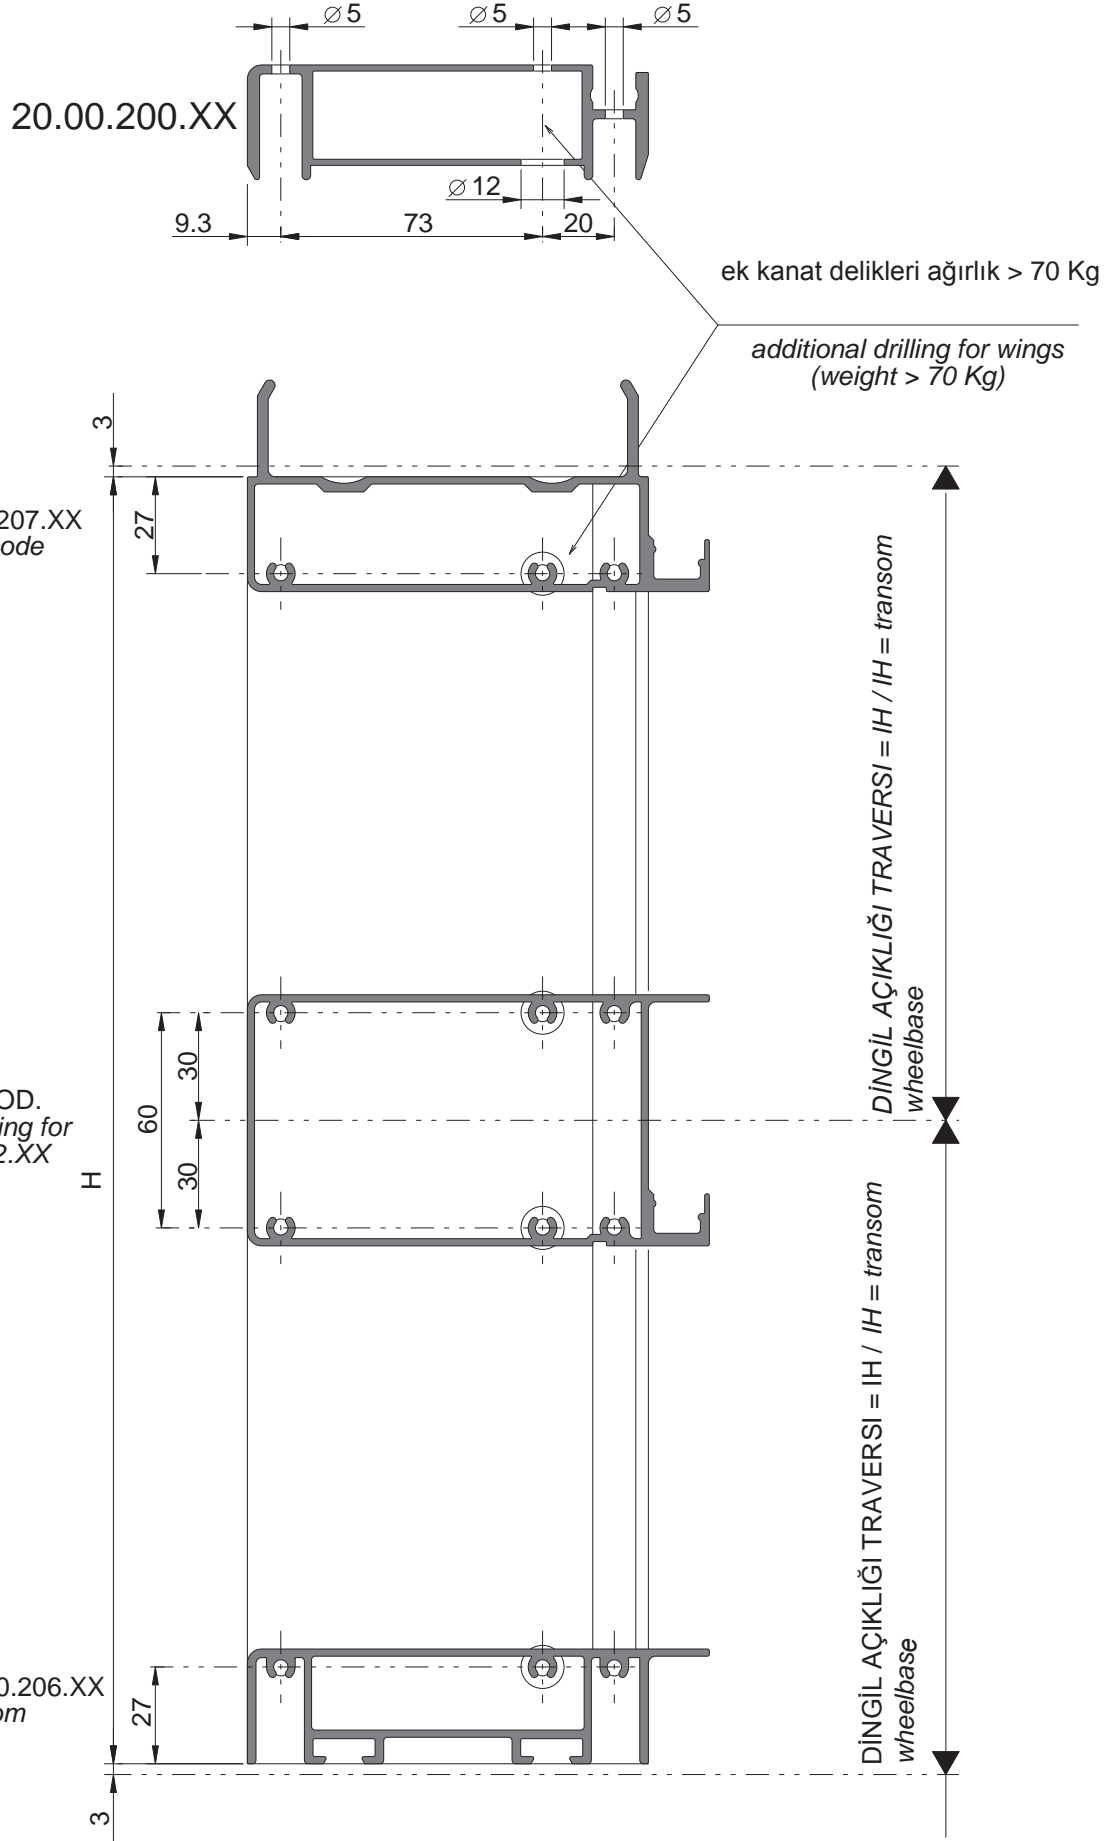 ⌀5
⌀5
⌀5
20.00.200.XX
⌀12
9.3
73
20
ek kanat delikleri ağırlık > 70 Kg
additional drilling for wings
(weight > 70 Kg)
3
207.XX
27
DİNGİL AÇIKLIĞI TRAVERSI = IH / IH = transom
wheelbase
30
60
OD.
ing for
2.XX
30
H
DİNGİL AÇIKLIĞI TRAVERSI = IH / IH = transom
wheelbase
0.206.XX
om
27
3